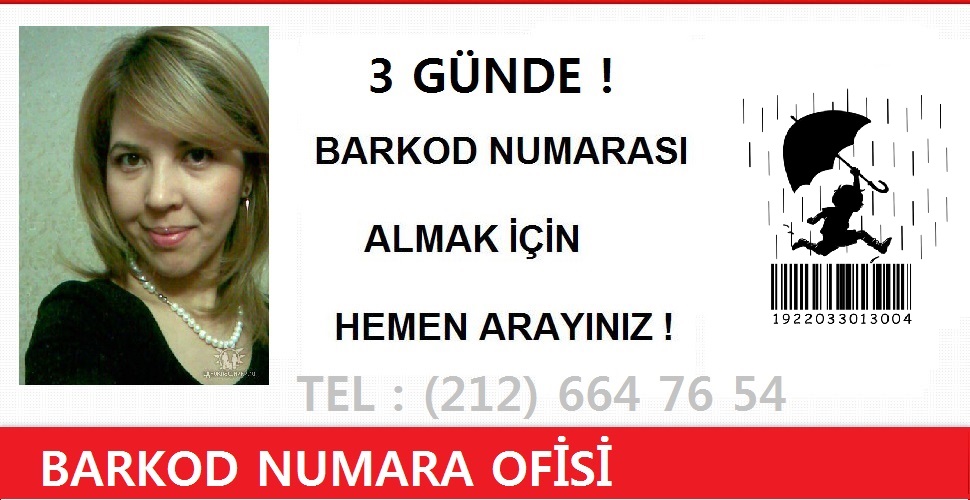 3 GÜNDE !
BARKOD NUMARASI
ALMAK İÇİN
HEMEN ARAYINIZ !
1922033013004
TEL : (212) 664 76 54
BARKOD NUMARA OFİSİ